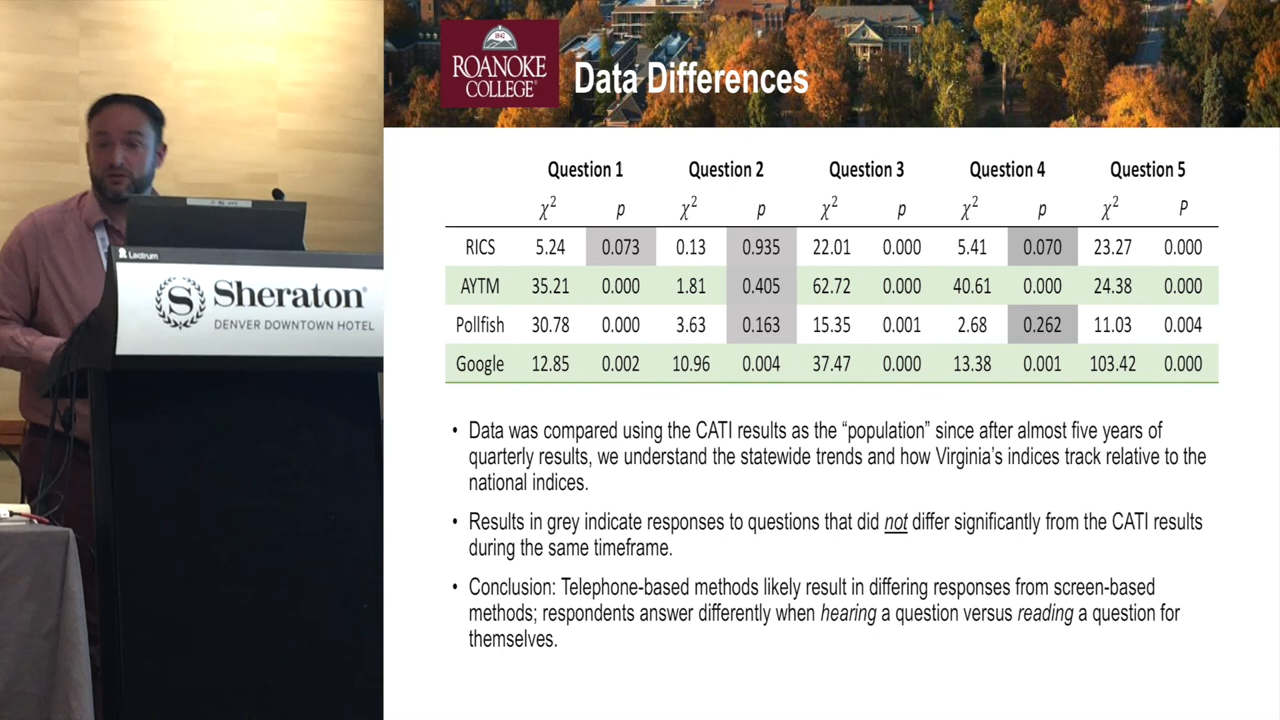 1842
ROANOKE
COLLEGE
Data Differences
Question 1 Question 2 Question 3 Question 4 Question 5
χ² p χ² p χ² p χ² p χ² P
RICS 5.24 0.073 0.13 0.935 22.01 0.000 5.41 0.070 23.27 0.000
AYTM 35.21 0.000 1.81 0.405 62.72 0.000 40.61 0.000 24.38 0.000
Pollfish 30.78 0.000 3.63 0.163 15.35 0.001 2.68 0.262 11.03 0.004
Google 12.85 0.002 10.96 0.004 37.47 0.000 13.38 0.001 103.42 0.000
• Data was compared using the CATI results as the “population” since after almost five years of
quarterly results, we understand the statewide trends and how Virginia’s indices track relative to the
national indices.
• Results in grey indicate responses to questions that did not differ significantly from the CATI results
during the same timeframe.
• Conclusion: Telephone-based methods likely result in differing responses from screen-based
methods; respondents answer differently when hearing a question versus reading a question for
themselves.
Lectrum
S
Sheraton
DENVER DOWNTOWN HOTEL